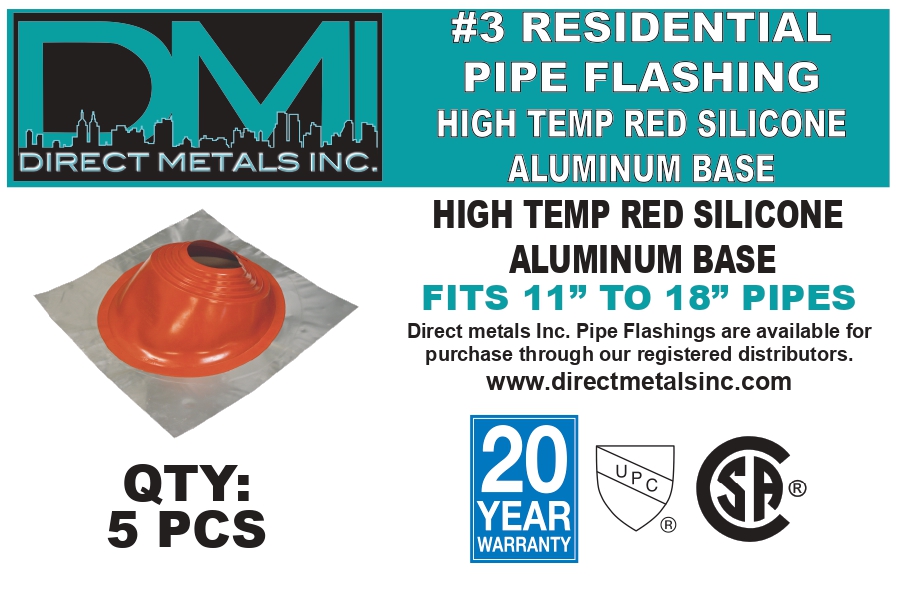 DMI
DIRECT METALS INC.
#3 RESIDENTIAL
PIPE FLASHING
HIGH TEMP RED SILICONE
ALUMINUM BASE
HIGH TEMP RED SILICONE
ALUMINUM BASE
FITS 11” TO 18” PIPES
Direct metals Inc. Pipe Flashings are available for
purchase through our registered distributors.
www.directmetalsinc.com
QTY:
5 PCS
20
YEAR
WARRANTY
UPC
®
CSA
®